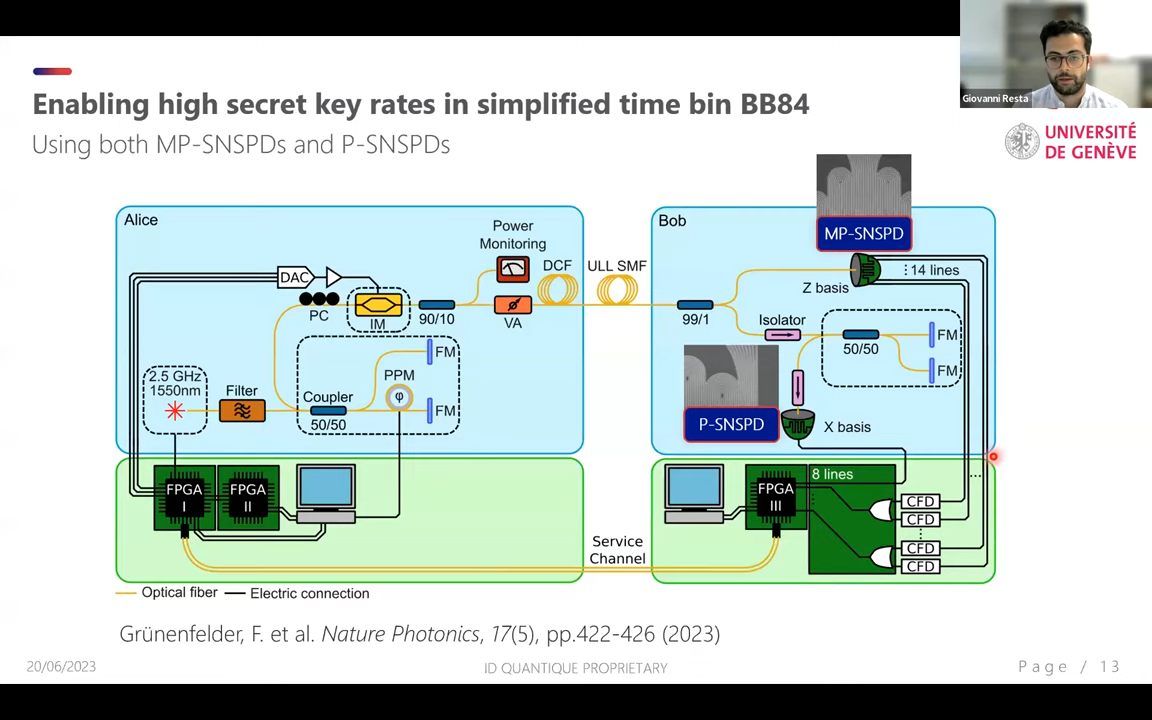 Giovanni Resta
Enabling high secret key rates in simplified time bin BB84
Using both MP-SNSPDs and P-SNSPDs
UNIVERSITÉ
DE GENÈVE
Alice
Power
Monitoring
DAC
PC
IM
90/10
VA
DCF
ULL SMF
2.5 GHz
1550nm
Filter
Coupler
50/50
FM
PPM
φ
FM
FPGA
I
FPGA
II
Bob
MP-SNSPD
14 lines
Z basis
99/1
Isolator
50/50
FM
FM
P-SNSPD
X basis
8 lines
FPGA
III
CFD
CFD
CFD
CFD
Service
Channel
Optical fiber
Electric connection
Grünenfelder, F. et al. Nature Photonics, 17(5), pp.422-426 (2023)
20/06/2023
ID QUANTIQUE PROPRIETARY
Page / 13